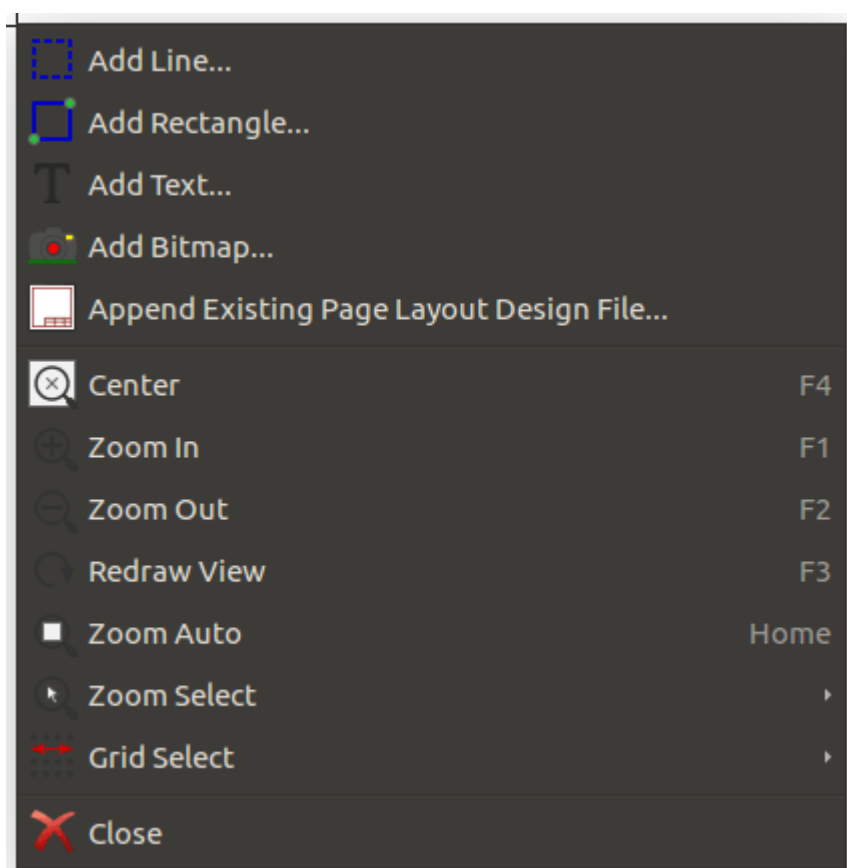 Add Line...
Add Rectangle...
Add Text...
Add Bitmap...
Append Existing Page Layout Design File...
Center F4
Zoom In F1
Zoom Out F2
Redraw View F3
Zoom Auto Home
Zoom Select
Grid Select
Close